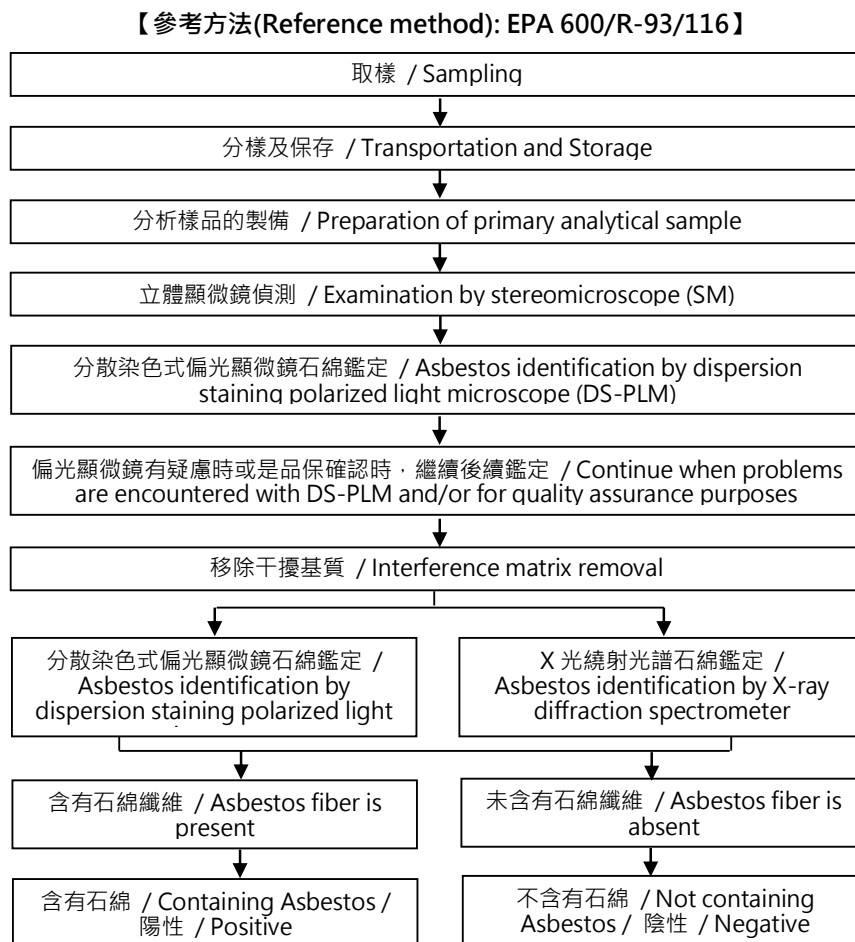 【參考方法(Reference method): EPA 600/R-93/116】
取樣 / Sampling
分樣及保存 / Transportation and Storage
分析樣品的製備 / Preparation of primary analytical sample
立體顯微鏡偵測 / Examination by stereomicroscope (SM)
分散染色式偏光顯微鏡石綿鑑定 / Asbestos identification by dispersion
staining polarized light microscope (DS-PLM)
偏光顯微鏡有疑慮時或是品保確認時，繼續後續鑑定 / Continue when problems
are encountered with DS-PLM and/or for quality assurance purposes
移除干擾基質 / Interference matrix removal
分散染色式偏光顯微鏡石綿鑑定 /
Asbestos identification by
dispersion staining polarized light
X 光繞射光譜石綿鑑定 /
Asbestos identification by X-ray
diffraction spectrometer
含有石綿纖維 / Asbestos fiber is
present
未含有石綿纖維 / Asbestos fiber is
absent
含有石綿 / Containing Asbestos /
陽性 / Positive
不含有石綿 / Not containing
Asbestos / 陰性 / Negative